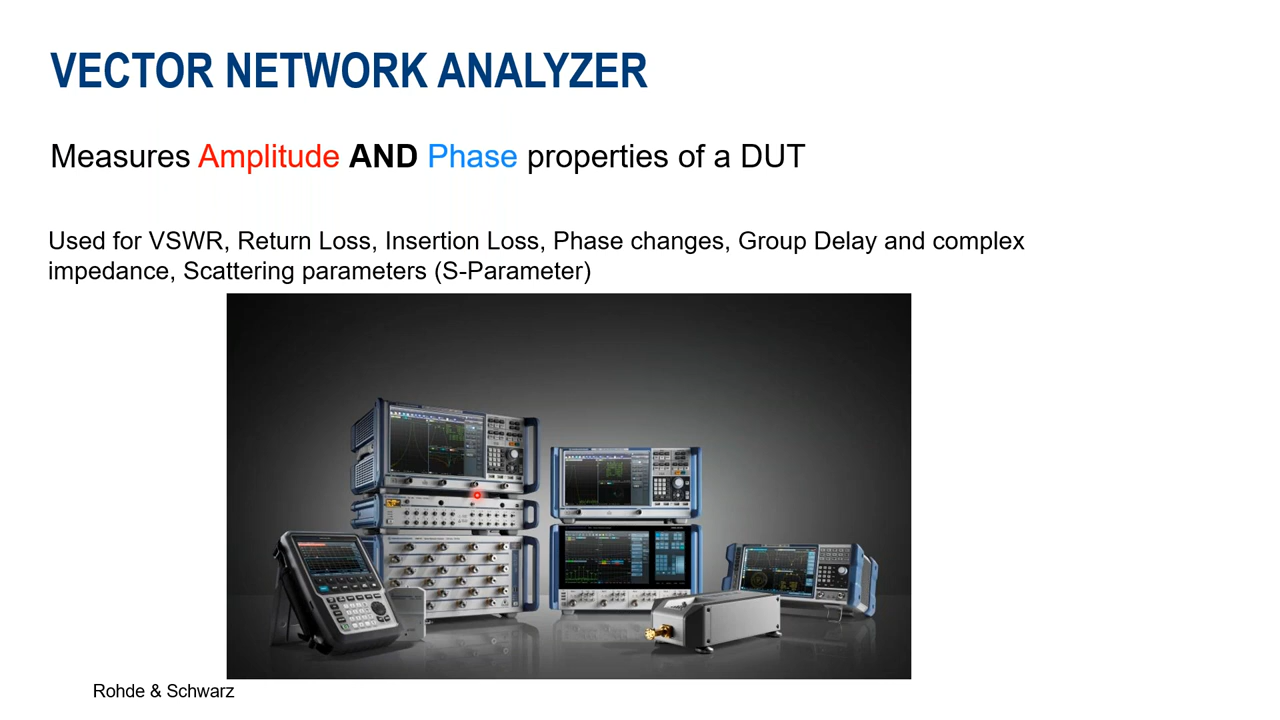 VECTOR NETWORK ANALYZER
Measures Amplitude AND Phase properties of a DUT
Used for VSWR, Return Loss, Insertion Loss, Phase changes, Group Delay and complex
impedance, Scattering parameters (S-Parameter)
Rohde & Schwarz